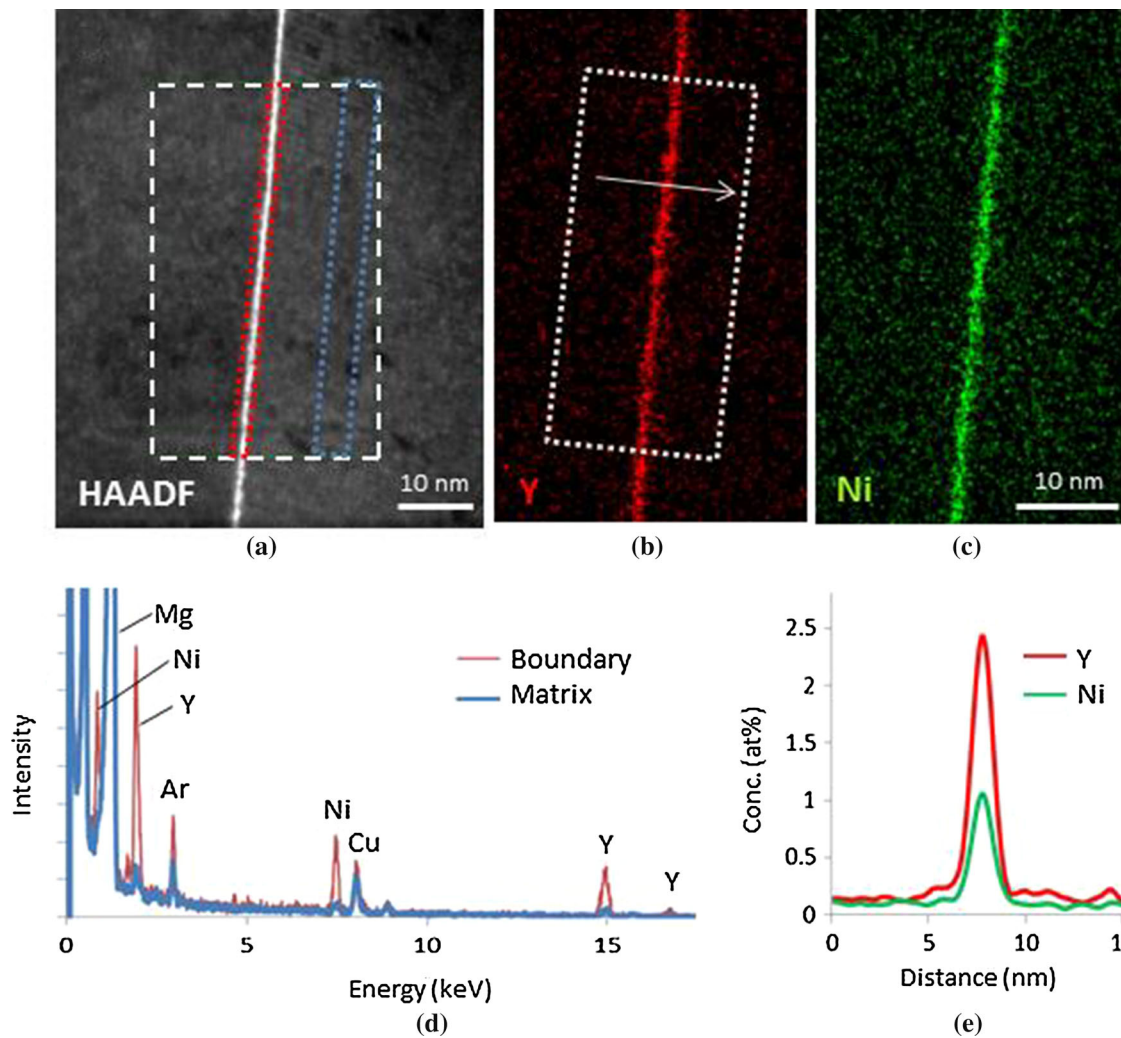 HAADF
10 nm
Y
Ni
10 nm
(a)
(b)
(c)
Mg
Ni
Y
Ar
Ni
Cu
Y
Y
Boundary
Matrix
Intensity
0
5
10
15
Energy (keV)
(d)
2.5
2
1.5
1
0.5
0
Y
Ni
Conc. (at%)
0
5
10
1
Distance (nm)
(e)